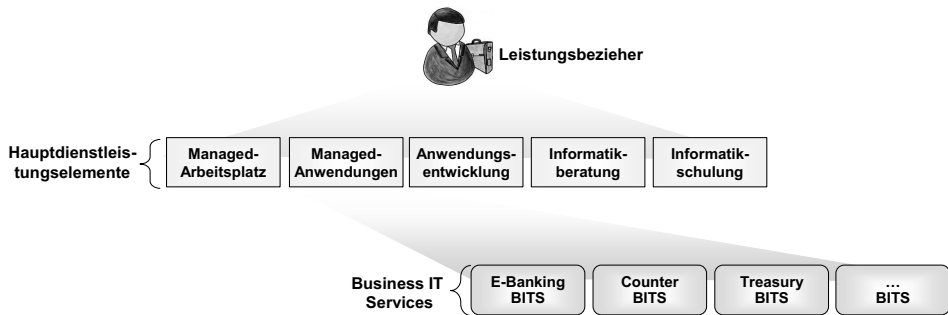 Leistungsbezieher
Hauptdienstleis-
tungselemente
Managed-
Arbeitsplatz
Managed-
Anwendungen
Anwendungs-
entwicklung
Informatik-
beratung
Informatik-
schulung
Business IT
Services
E-Banking
BITS
Counter
BITS
Treasury
BITS
...
BITS